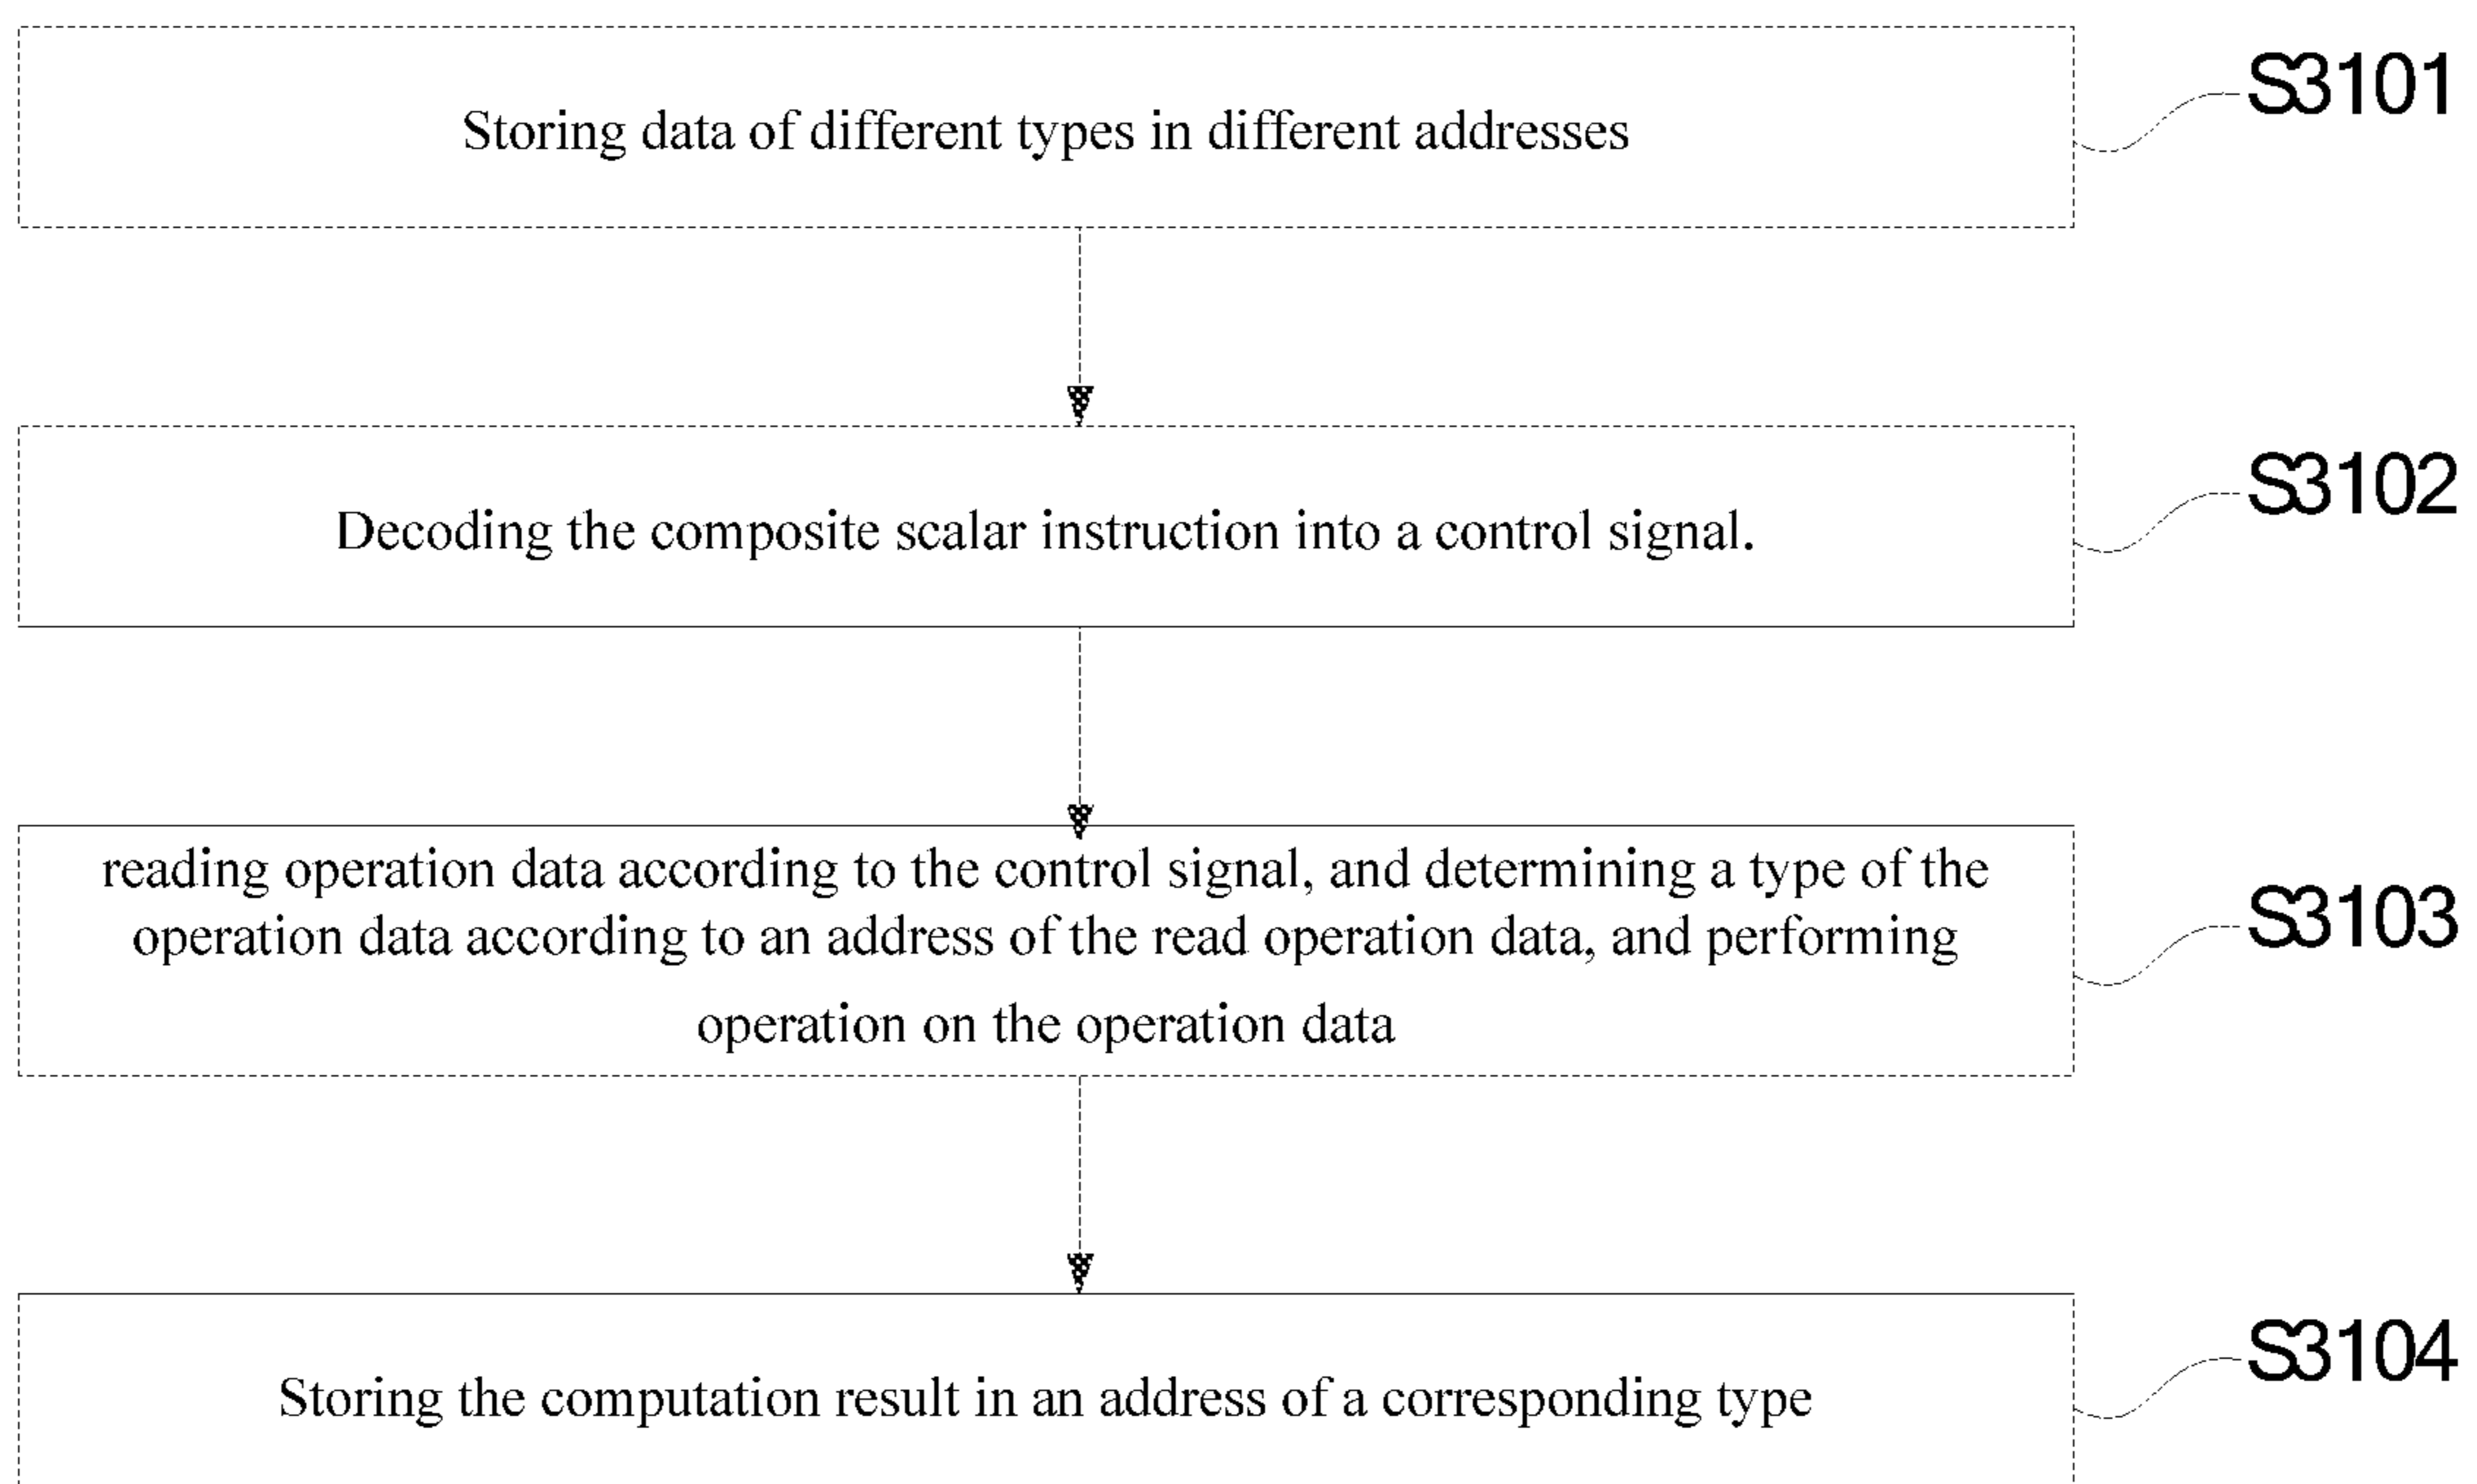 Storing data of different types in different addresses
S3101
Decoding the composite scalar instruction into a control signal.
S3102
reading operation data according to the control signal, and determining a type of the
operation data according to an address of the read operation data, and performing
operation on the operation data
S3103
Storing the computation result in an address of a corresponding type
S3104